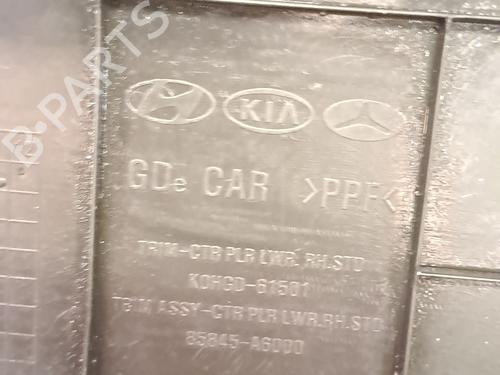 KIA
GDe CAR >PPF<
TRIM-CTR PLR LWR. RH.STD
K0HGD-61501
TRIM ASSY-CTR PLR LWR.RH.STD
85845-A6000
B-PARTS